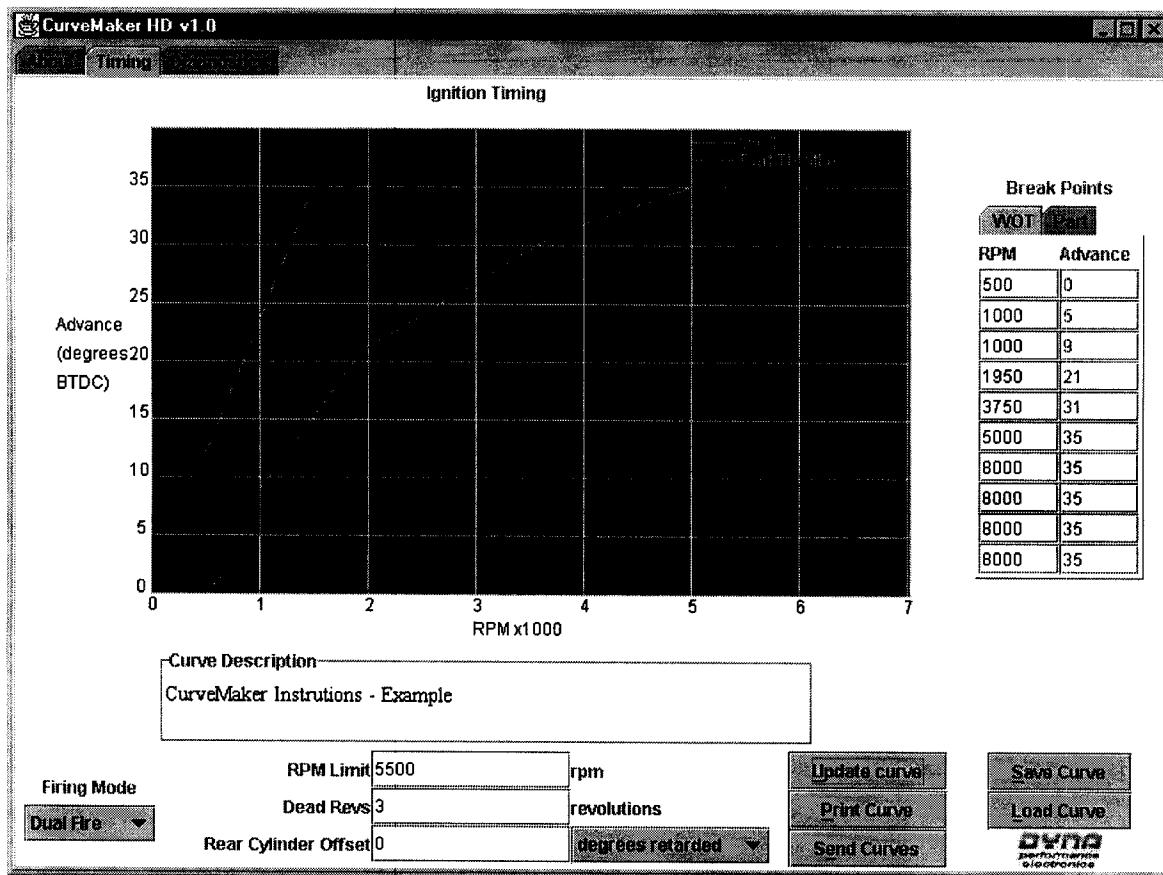 CurveMaker HD v1.0
About Timing
Ignition Timing
35
30
25
20
15
10
5
0
Advance
(degrees
BTDC)
0 1 2 3 4 5 6 7
RPM x1000
Part Throttle
Break Points
WOT Part
RPM Advance
500 0
1000 5
1000 9
1950 21
3750 31
5000 35
8000 35
8000 35
8000 35
8000 35
Curve Description
CurveMaker Instrutions - Example
Firing Mode
Dual Fire
RPM Limit 5500 rpm
Dead Revs 3 revolutions
Rear Cylinder Offset 0 degrees retarded
Update curve
Print Curve
Send Curves
Save Curve
Load Curve
DYNA
performance
electronics